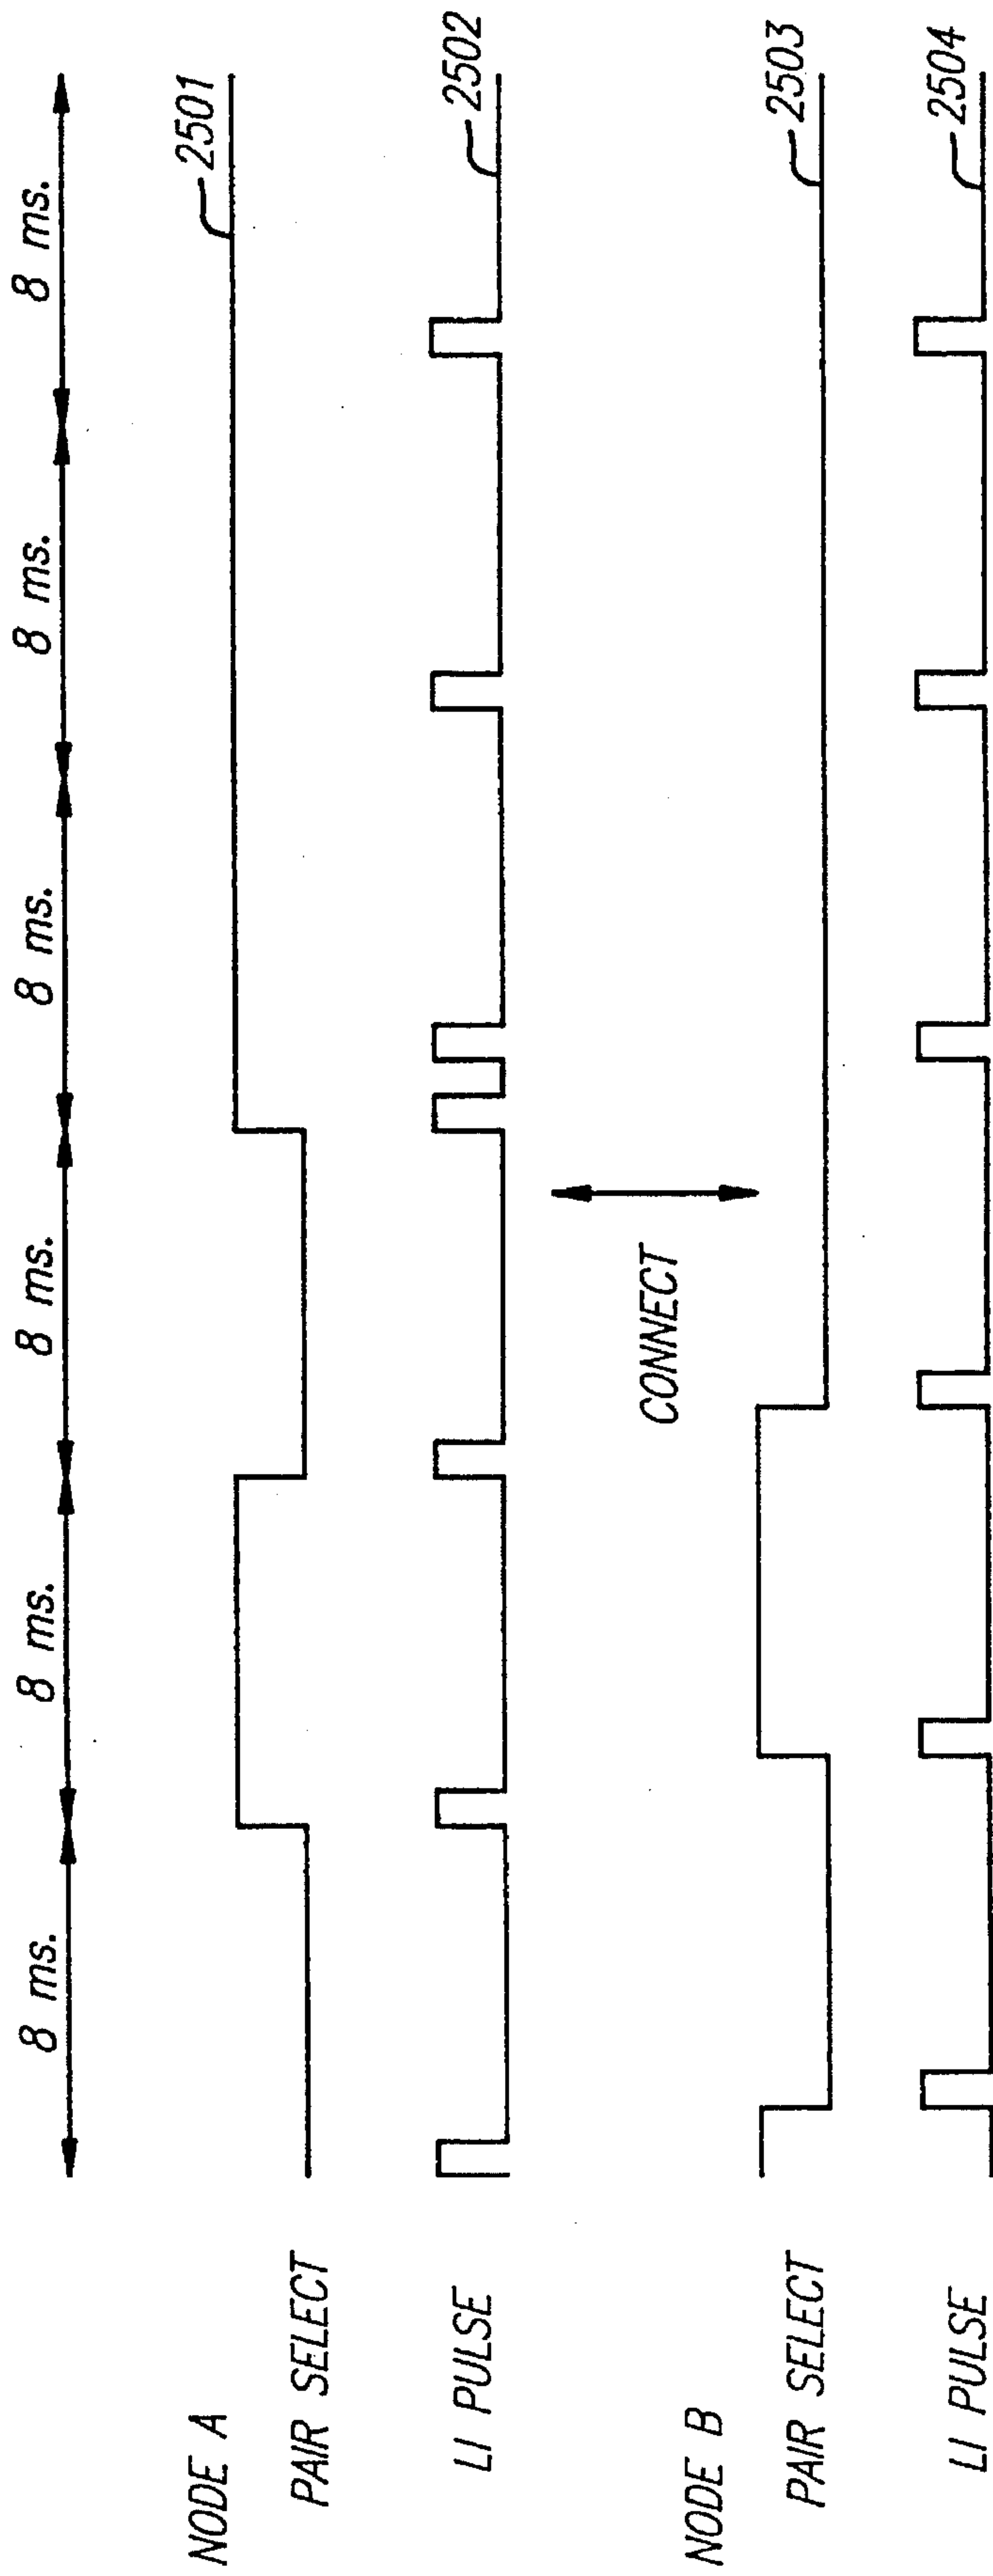 8 ms. 8 ms. 8 ms. 8 ms. 8 ms. 8 ms.
NODE A
2501
PAIR SELECT
2502
LI PULSE
CONNECT
NODE B
2503
PAIR SELECT
2504
LI PULSE